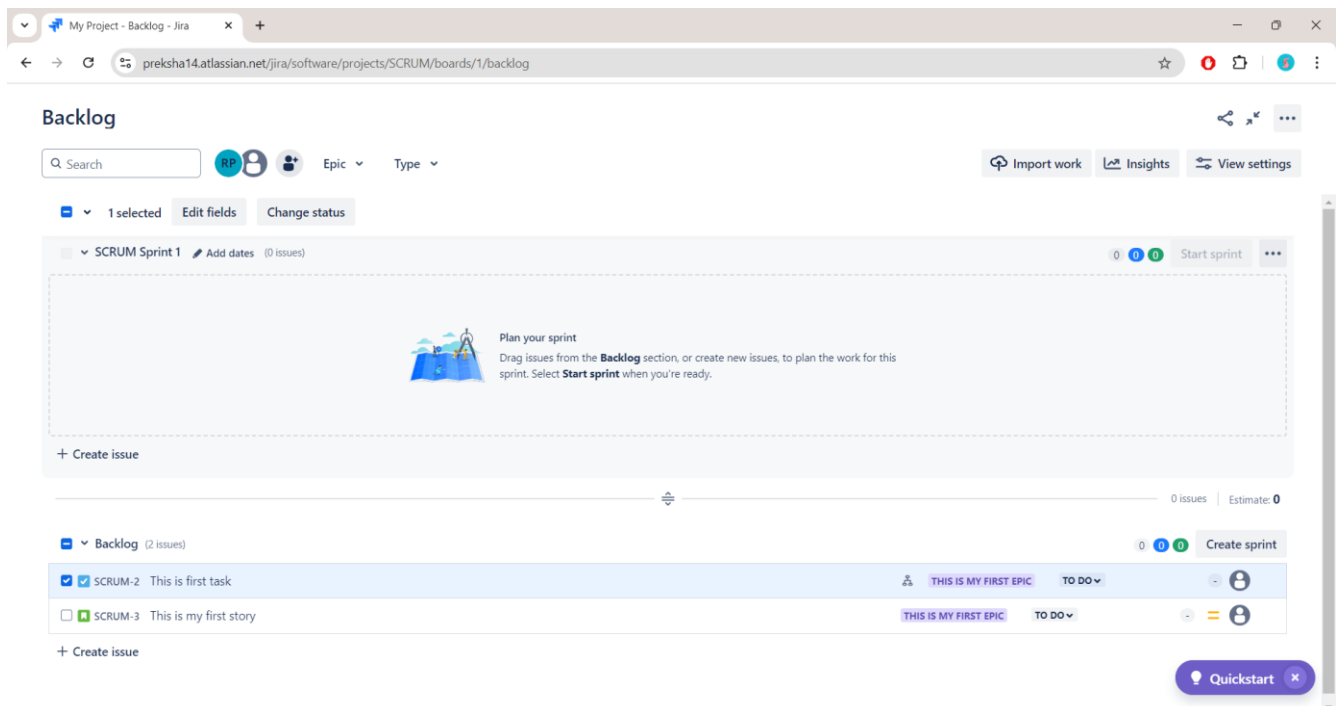 My Project - Backlog - Jira
preksha14.atlassian.net/jira/software/projects/SCRUM/boards/1/backlog
Backlog
Search RP Epic Type Import work Insights View settings
1 selected Edit fields Change status
SCRUM Sprint 1 Add dates (0 issues) 0 0 0 Start sprint
Plan your sprint
Drag issues from the Backlog section, or create new issues, to plan the work for this
sprint. Select Start sprint when you're ready.
+ Create issue
0 issues Estimate: 0
Backlog (2 issues) 0 0 0 Create sprint
SCRUM-2 This is first task THIS IS MY FIRST EPIC TO DO -
SCRUM-3 This is my first story THIS IS MY FIRST EPIC TO DO -
+ Create issue
Quickstart